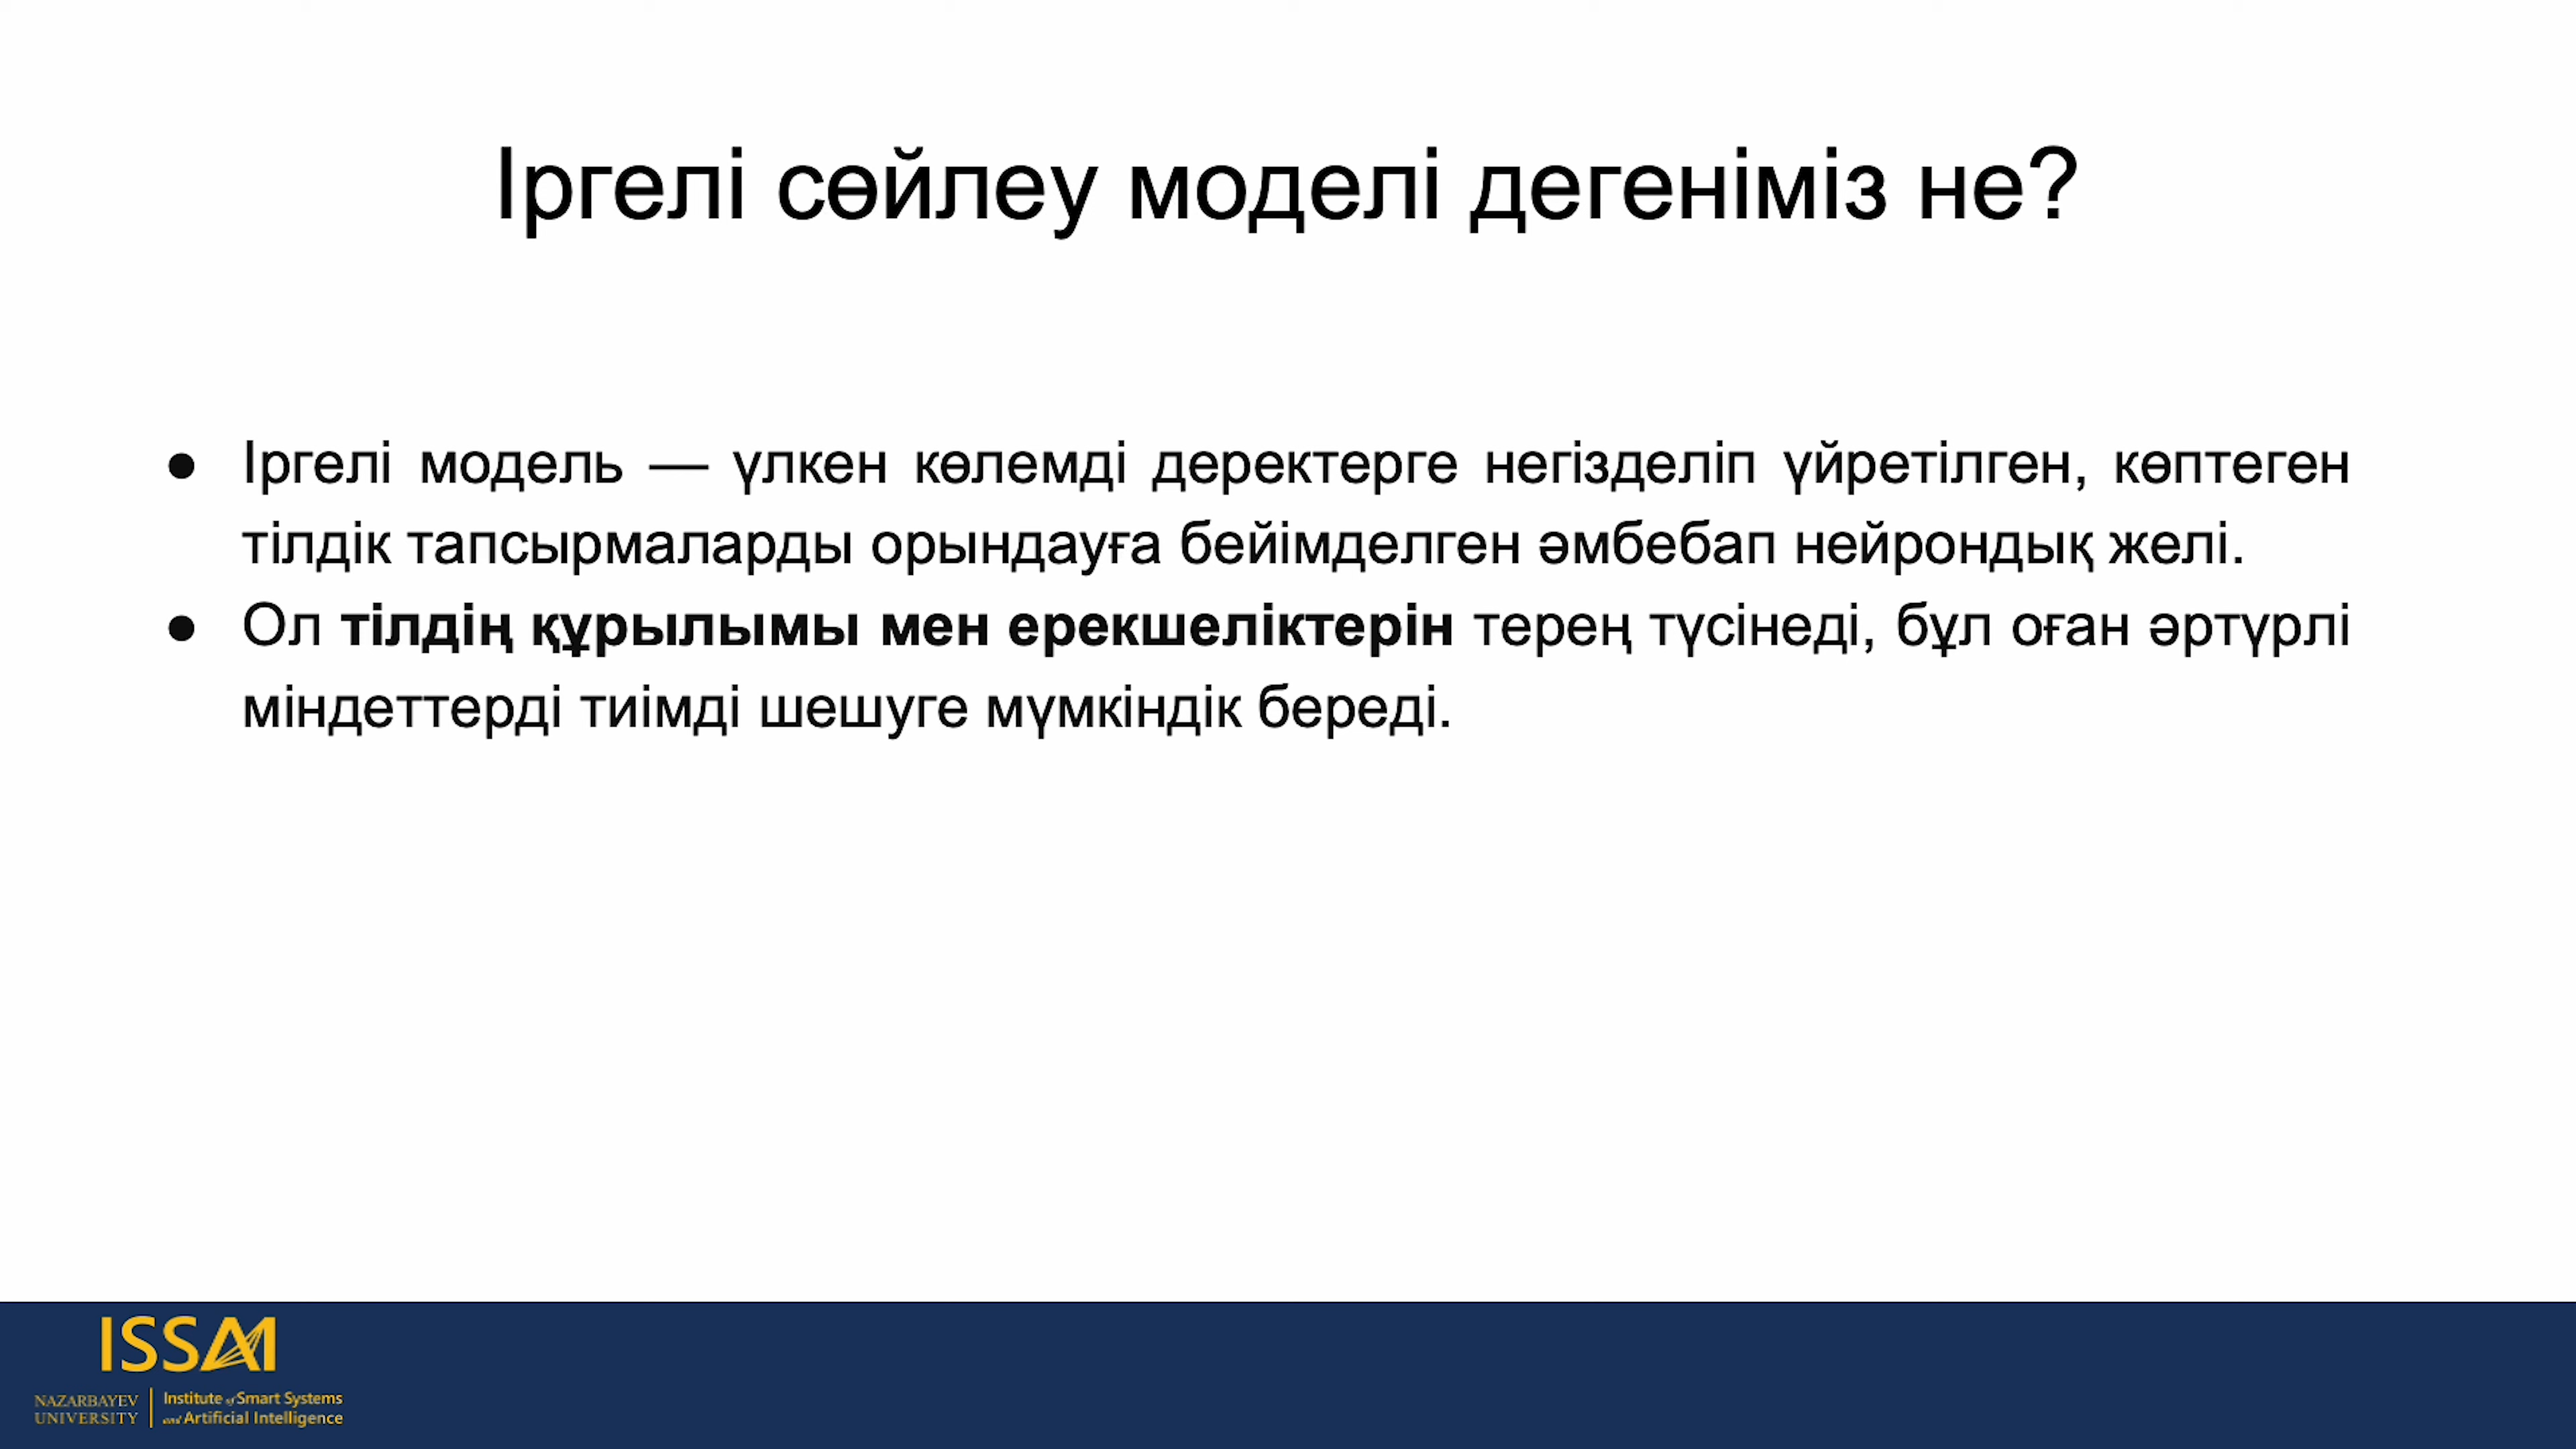 Іргелі сөйлеу моделі дегеніміз не?
● Іргелі модель — үлкен көлемді деректерге негізделіп үйретілген, көптеген
тілдік тапсырмаларды орындауға бейімделген әмбебап нейрондық желі.
● Ол тілдің құрылымы мен ерекшеліктерін терең түсінеді, бұл оған әртүрлі
міндеттерді тиімді шешуге мүмкіндік береді.
ISSAI
NAZARBAYEV
UNIVERSITY
Institute of Smart Systems
and Artificial Intelligence